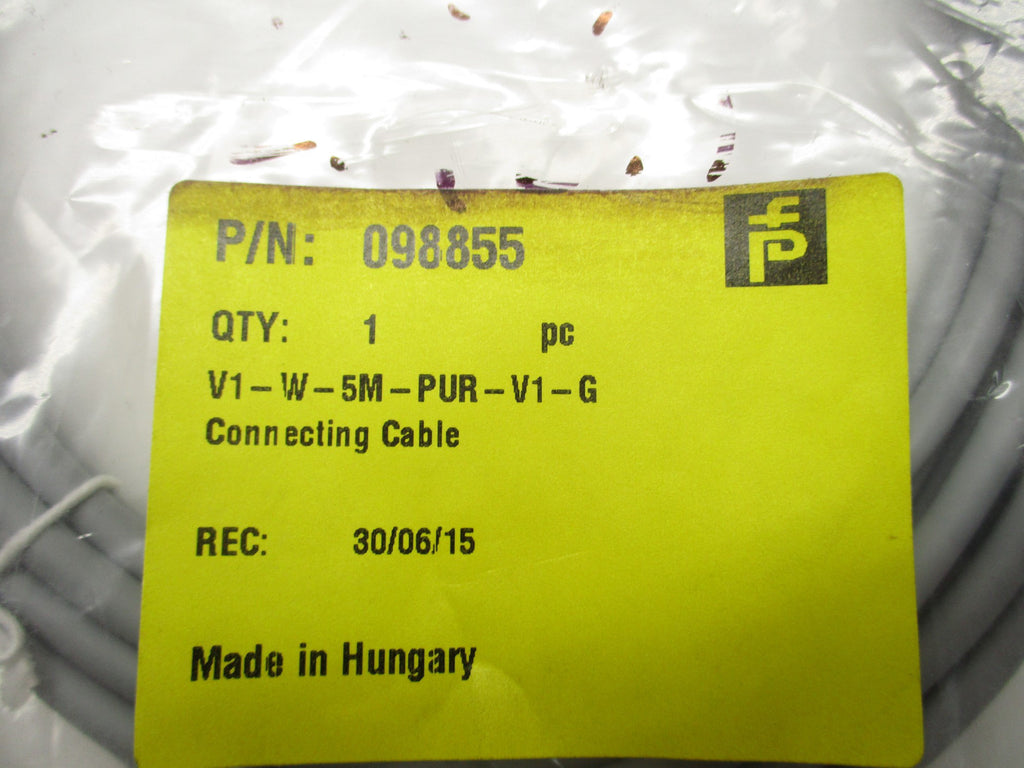 P/N: 098855
QTY: 1 pc
V1-W-5M-PUR-V1-G
Connecting Cable
REC: 30/06/15
Made in Hungary